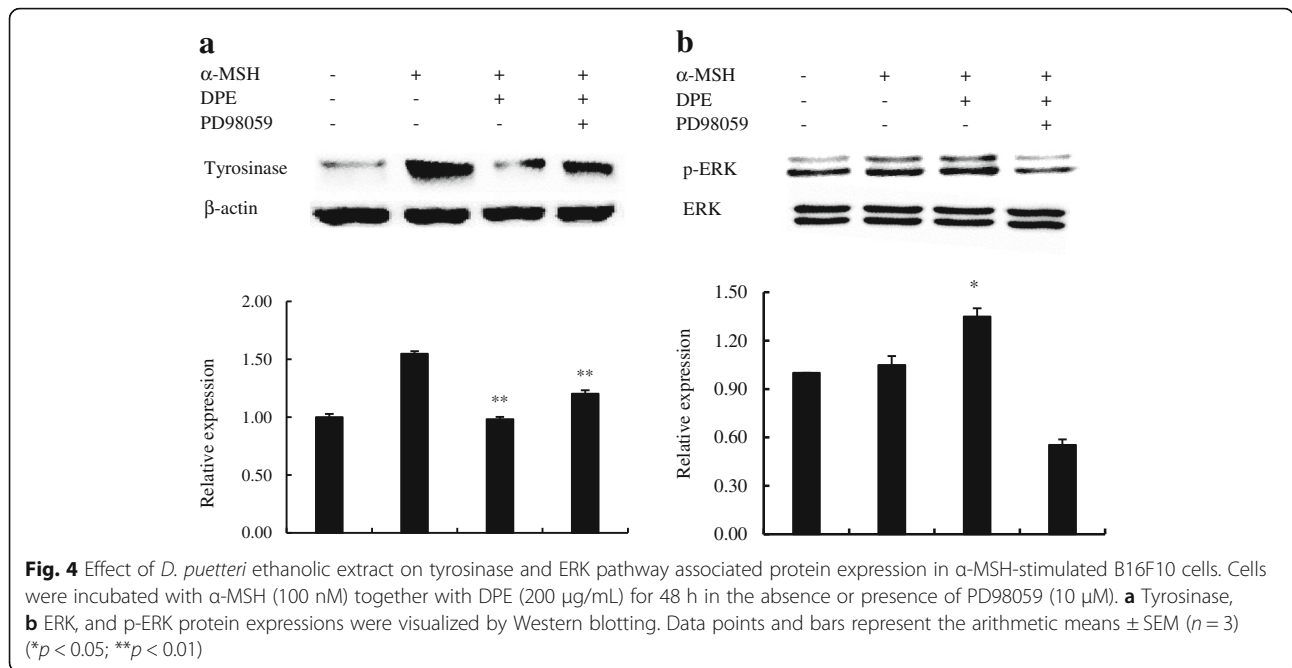 a
α-MSH - + + +
DPE - - + +
PD98059 - - - +
Tyrosinase
β-actin
Relative expression
2.00
1.50
1.00
0.50
0.00
**
**
b
α-MSH - + + +
DPE - - + +
PD98059 - - - +
p-ERK
ERK
Relative expression
1.50
1.20
0.90
0.60
0.30
0.00
*
Fig. 4 Effect of D. puetteri ethanolic extract on tyrosinase and ERK pathway associated protein expression in α-MSH-stimulated B16F10 cells. Cells
were incubated with α-MSH (100 nM) together with DPE (200 μg/mL) for 48 h in the absence or presence of PD98059 (10 μM). a Tyrosinase,
b ERK, and p-ERK protein expressions were visualized by Western blotting. Data points and bars represent the arithmetic means ± SEM (n = 3)
(*p < 0.05; **p < 0.01)